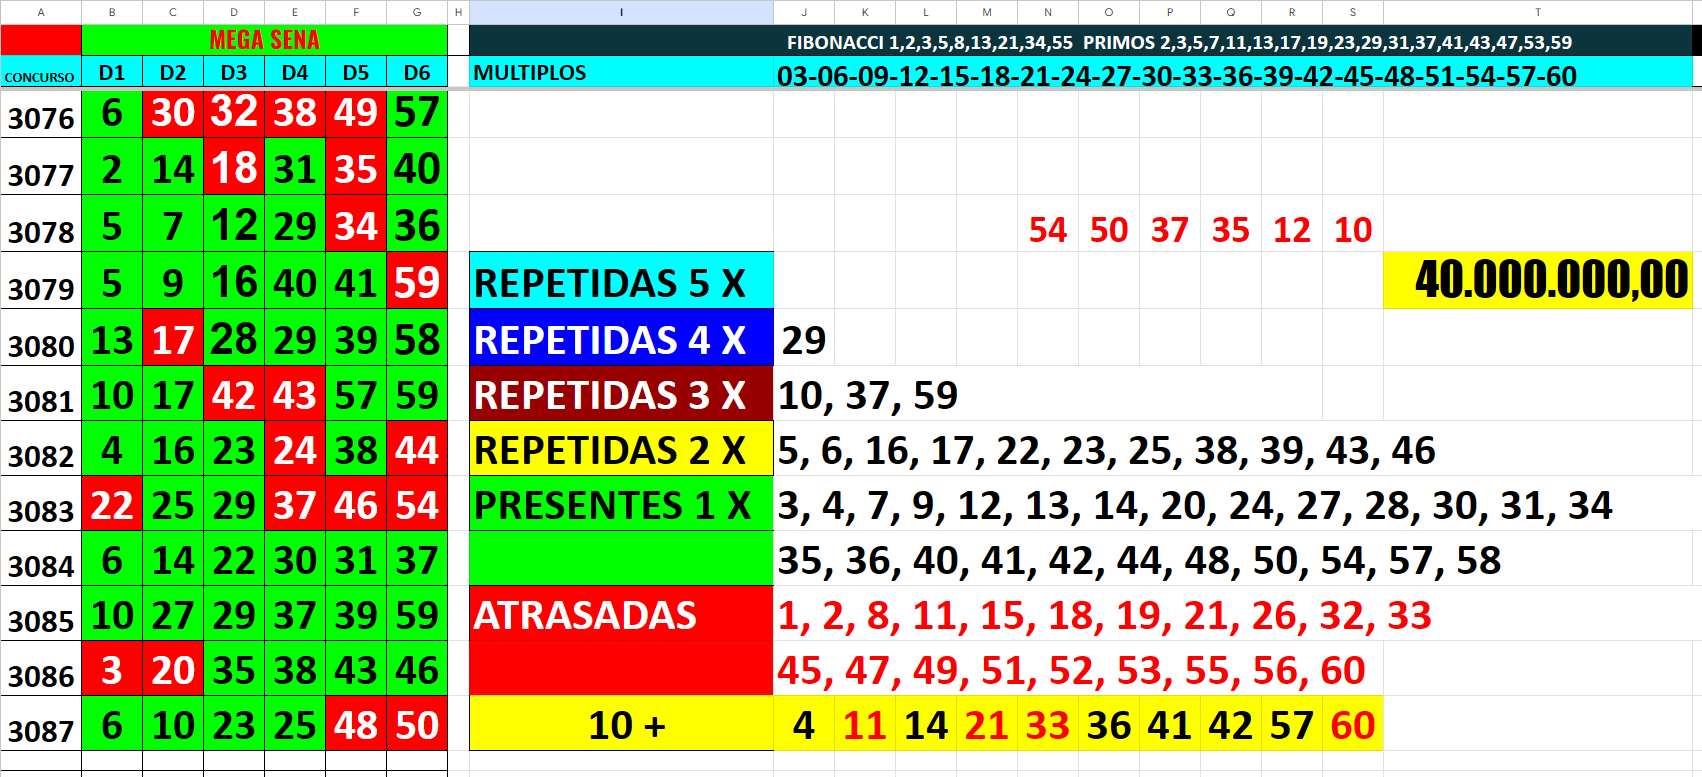 A B C D E F G H I J K L M N O P Q R S T
MEGA SENA FIBONACCI 1,2,3,5,8,13,21,34,55 PRIMOS 2,3,5,7,11,13,17,19,23,29,31,37,41,43,47,53,59
CONCURSO D1 D2 D3 D4 D5 D6 MULTIPLOS 03-06-09-12-15-18-21-24-27-30-33-36-39-42-45-48-51-54-57-60
3076 6 30 32 38 49 57
3077 2 14 18 31 35 40
3078 5 7 12 29 34 36 54 50 37 35 12 10
3079 5 9 16 40 41 59 REPETIDAS 5 X 40.000.000,00
3080 13 17 28 29 39 58 REPETIDAS 4 X 29
3081 10 17 42 43 57 59 REPETIDAS 3 X 10, 37, 59
3082 4 16 23 24 38 44 REPETIDAS 2 X 5, 6, 16, 17, 22, 23, 25, 38, 39, 43, 46
3083 22 25 29 37 46 54 PRESENTES 1 X 3, 4, 7, 9, 12, 13, 14, 20, 24, 27, 28, 30, 31, 34
3084 6 14 22 30 31 37 35, 36, 40, 41, 42, 44, 48, 50, 54, 57, 58
3085 10 27 29 37 39 59 ATRASADAS 1, 2, 8, 11, 15, 18, 19, 21, 26, 32, 33
3086 3 20 35 38 43 46 45, 47, 49, 51, 52, 53, 55, 56, 60
3087 6 10 23 25 48 50 10 + 4 11 14 21 33 36 41 42 57 60